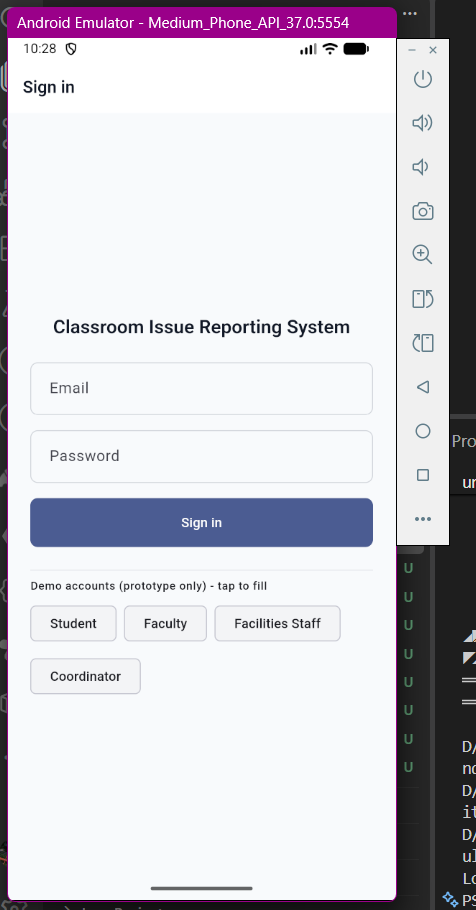 Android Emulator - Medium_Phone_API_37.0:5554
10:28
Sign in
Classroom Issue Reporting System
Email
Password
Sign in
Demo accounts (prototype only) - tap to fill
Student Faculty Facilities Staff
Coordinator
Pro
ur
U
U
U
U
U
U
U
U
D/
D/
it
D/
ul
Lo
PS